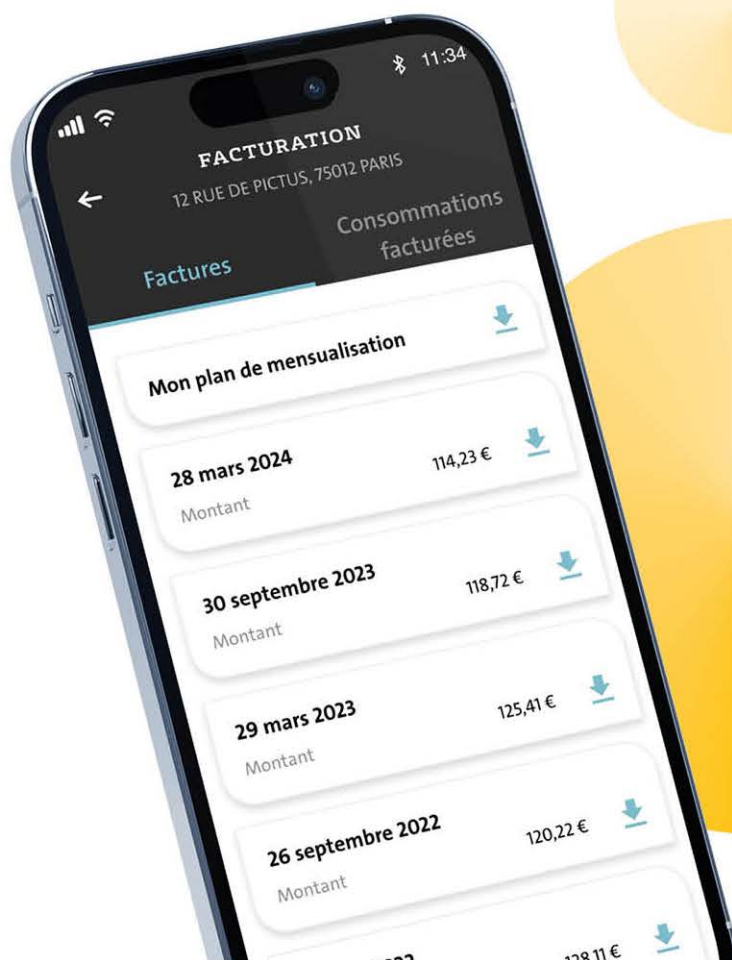 11:34
FACTURATION
12 RUE DE PICTUS, 75012 PARIS
Factures
Consommations
facturées
Mon plan de mensualisation
28 mars 2024
114,23 €
Montant
30 septembre 2023
118,72 €
Montant
29 mars 2023
125,41 €
Montant
26 septembre 2022
120,22 €
Montant
128,11 €